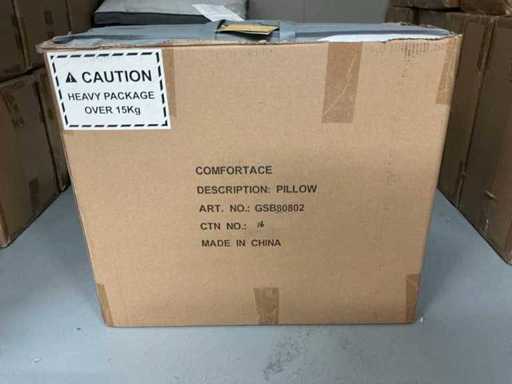 ⚠ CAUTION
HEAVY PACKAGE
OVER 15Kg
COMFORTACE
DESCRIPTION: PILLOW
ART. NO.: GSB80802
CTN NO.: 16
MADE IN CHINA